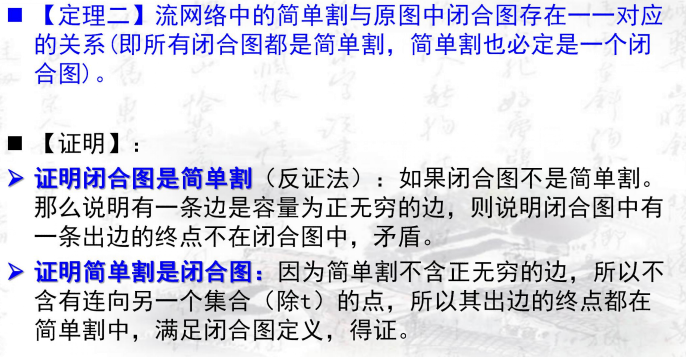 【定理二】流网络中的简单割与原图中闭合图存在一一对应
的关系(即所有闭合图都是简单割，简单割也必定是一个闭
合图)。
【证明】：
证明闭合图是简单割（反证法）：如果闭合图不是简单割。
那么说明有一条边是容量为正无穷的边，则说明闭合图中有
一条出边的终点不在闭合图中，矛盾。
证明简单割是闭合图：因为简单割不含正无穷的边，所以不
含有连向另一个集合（除t）的点，所以其出边的终点都在
简单割中，满足闭合图定义，得证。